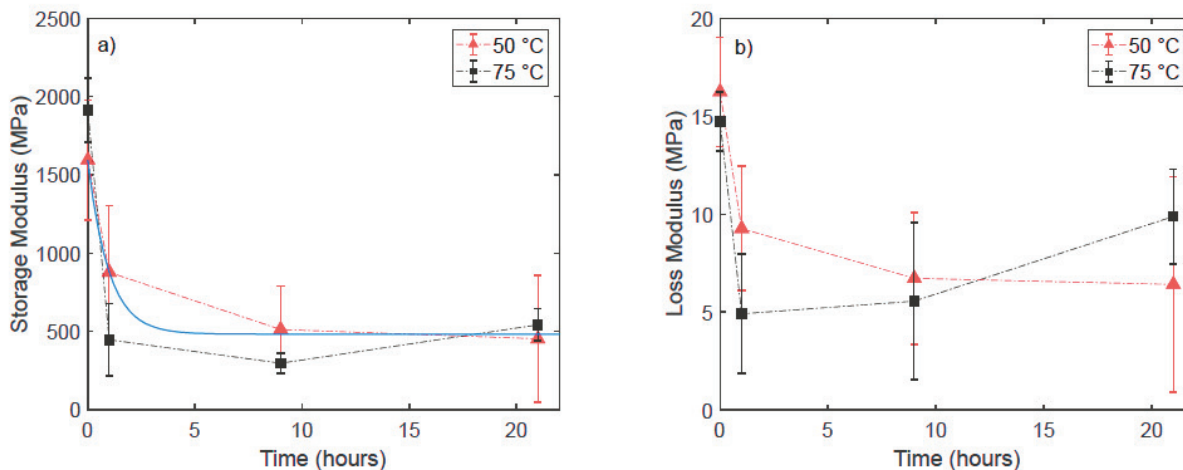 a)
50 °C
75 °C
Storage Modulus (MPa)
2500
2000
1500
1000
500
0
0 5 10 15 20
Time (hours)
b)
50 °C
75 °C
Loss Modulus (MPa)
20
15
10
5
0
0 5 10 15 20
Time (hours)